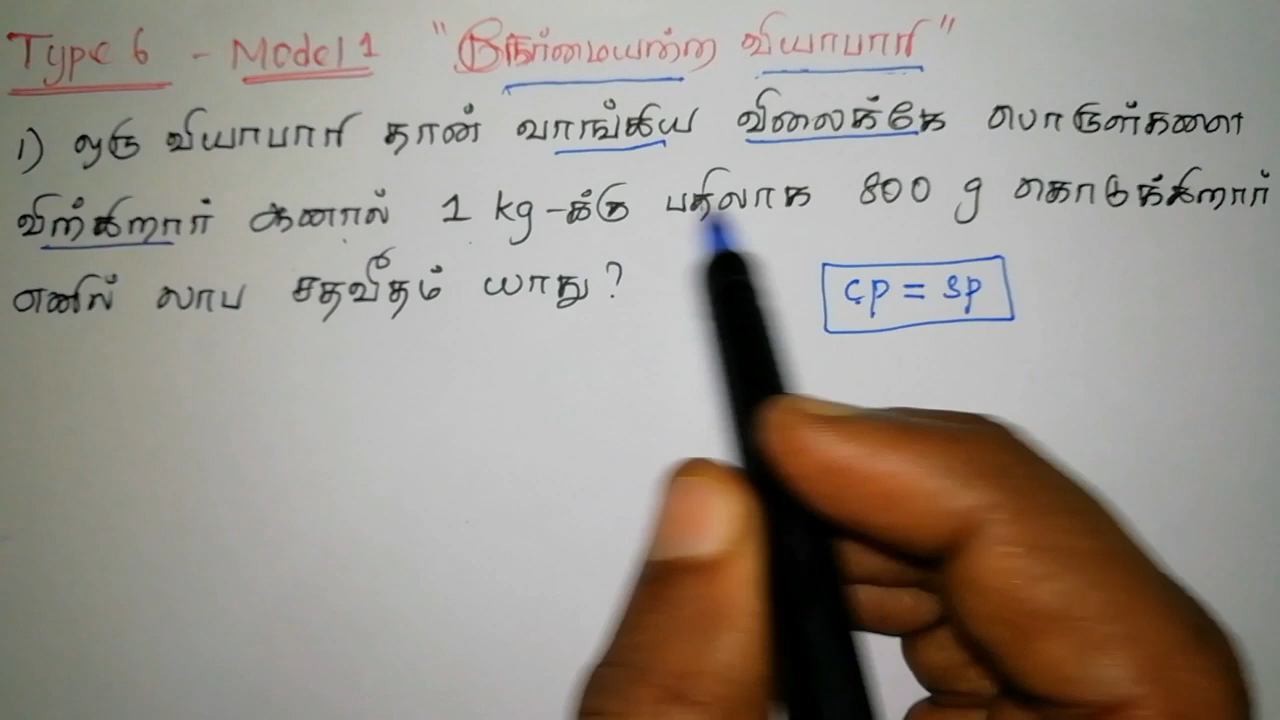 Type 6 - Model 1 "நேர்மையற்ற வியாபாரி"
1) ஒரு வியாபாரி தான் வாங்கிய விலைக்கே பொருள்களை
விற்கிறார் ஆனால் 1 kg-க்கு பதிலாக 800 g கொடுக்கிறார்
எனில் லாப சதவீதம் யாது?
CP = SP